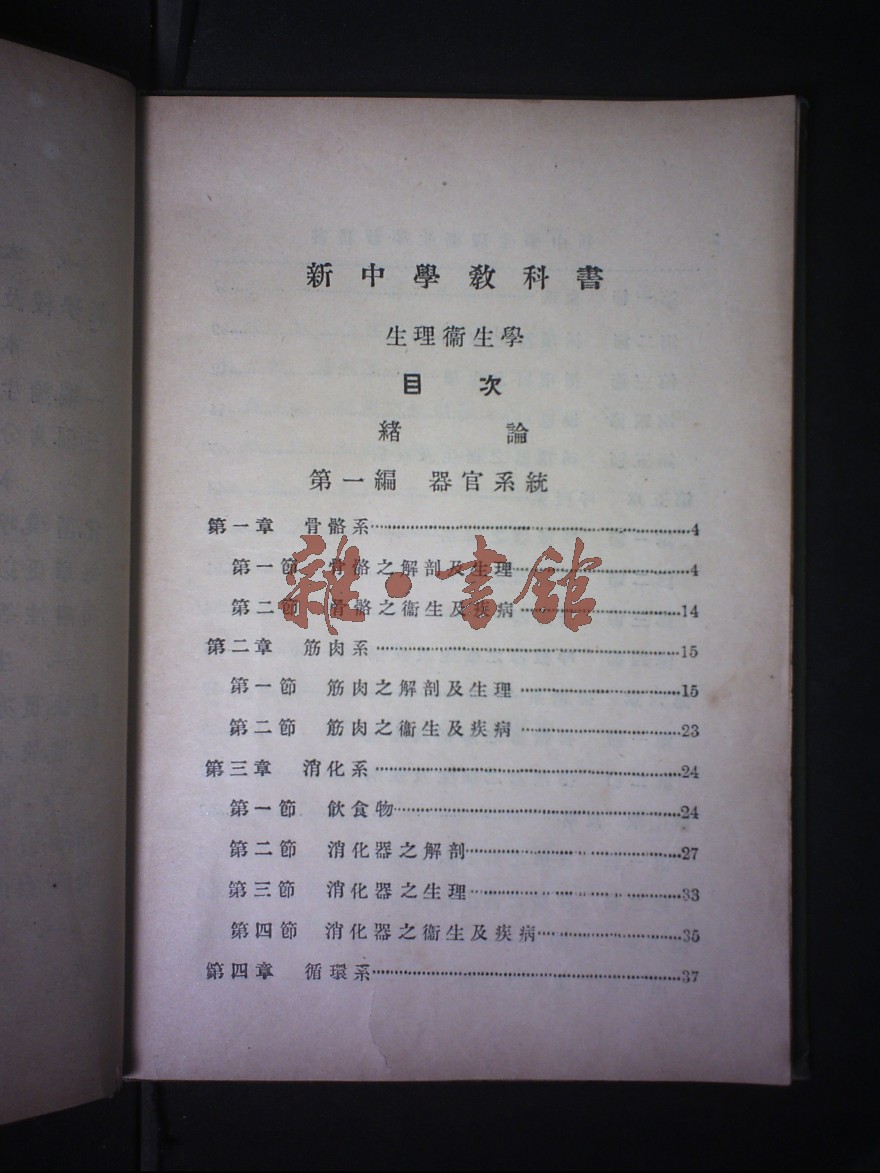 新中學教科書
生理衞生學
目次
緒論
第一編 器官系統
第一章 骨骼系……4
第一節 骨骼之解剖及生理……4
第二節 骨骼之衞生及疾病……14
第二章 筋肉系……15
第一節 筋肉之解剖及生理……15
第二節 筋肉之衞生及疾病……23
第三章 消化系……24
第一節 飲食物……24
第二節 消化器之解剖……27
第三節 消化器之生理……33
第四節 消化器之衞生及疾病……35
第四章 循環系……37
雜·書館